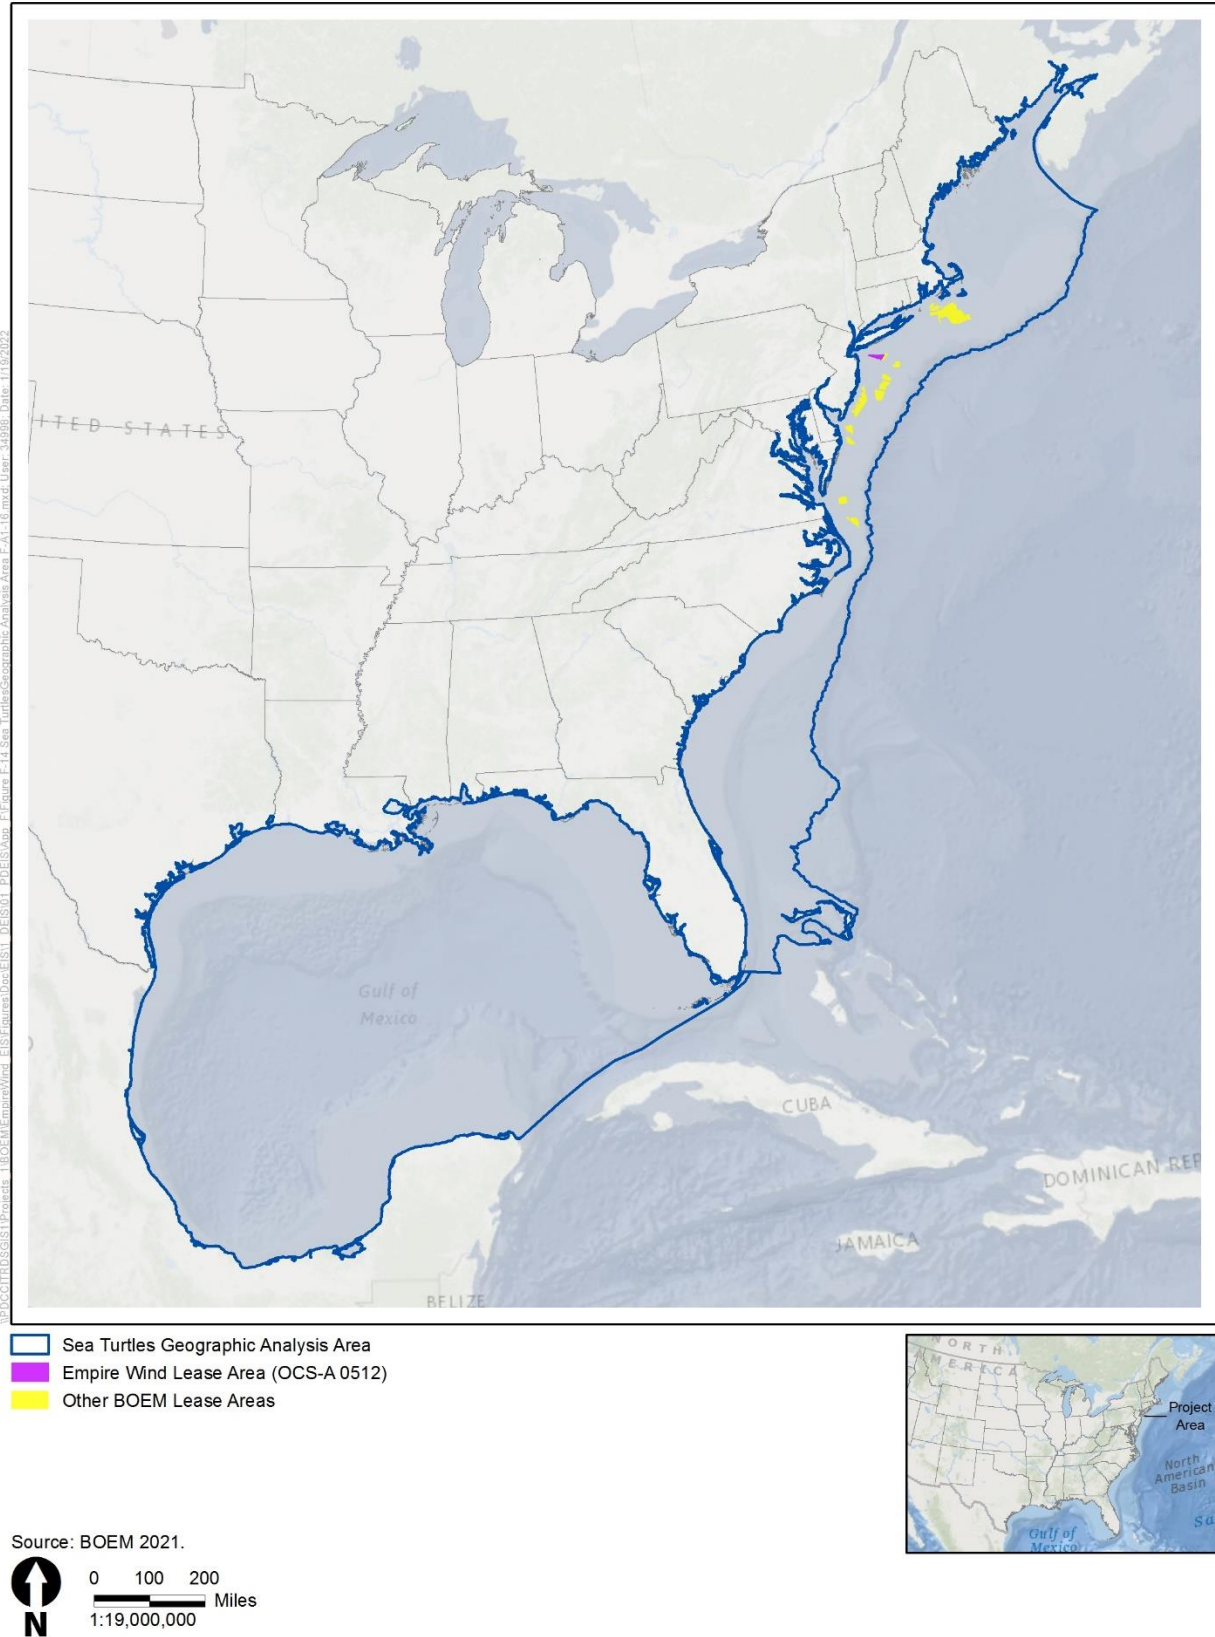 UNITED STATES
Gulf of
Mexico
CUBA
DOMINICAN REP
JAMAICA
BELIZE
Sea Turtles Geographic Analysis Area
Empire Wind Lease Area (OCS-A 0512)
Other BOEM Lease Areas
NORTH
AMERICA
Project
Area
North
American
Basin
Sa
Gulf of
Mexico
Source: BOEM 2021.
0 100 200
Miles
1:19,000,000
N